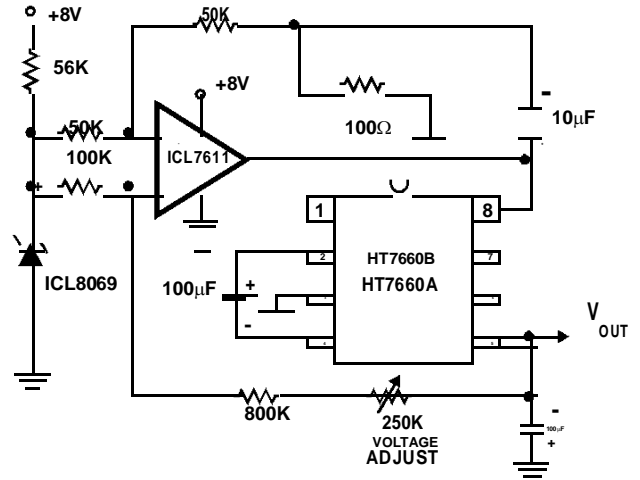 +8V
50K
56K
+8V
50K
100K
ICL7611
100Ω
-
10μF
+
1
8
2
HT7660B
7
HT7660A
ICL8069
100μF
+
-
V OUT
800K
250K
VOLTAGE
ADJUST
-
100μF
+